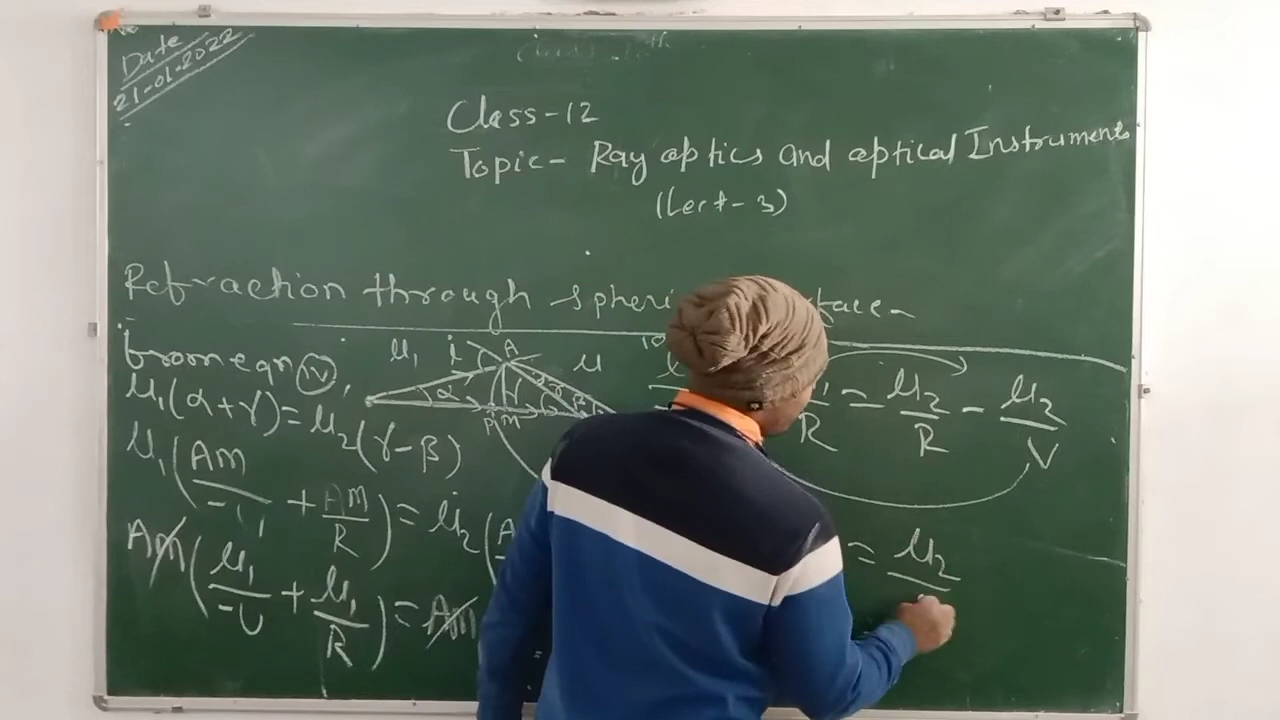 Date
21-01-2022
Class-12
Topic- Ray optics and optical Instruments
(Lect-3)
Refraction through spheri
from eqn (iv),
μ₁(α+γ)=μ₂(γ-β)
μ₁(AM/-U + AM/R)=μ₂(A
AM(μ₁/-U + μ₁/R)=AM
μ₁ i A μ
α γ r β
P M
R = μ₂/R - μ₂/V
= μ₂